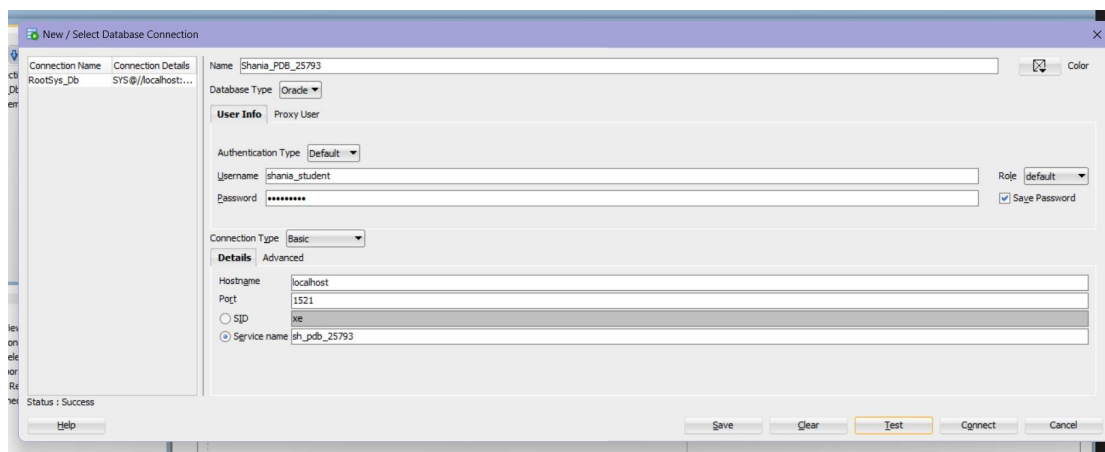 New / Select Database Connection
Connection Name Connection Details
RootSys_Db SYS@//localhost:...
Name Shania_PDB_25793 Color
Database Type Oracle
User Info Proxy User
Authentication Type Default
Username shania_student Role default
Password ••••••••• Save Password
Connection Type Basic
Details Advanced
Hostname localhost
Port 1521
SID xe
Service name sh_pdb_25793
Status : Success
Help Save Clear Test Connect Cancel